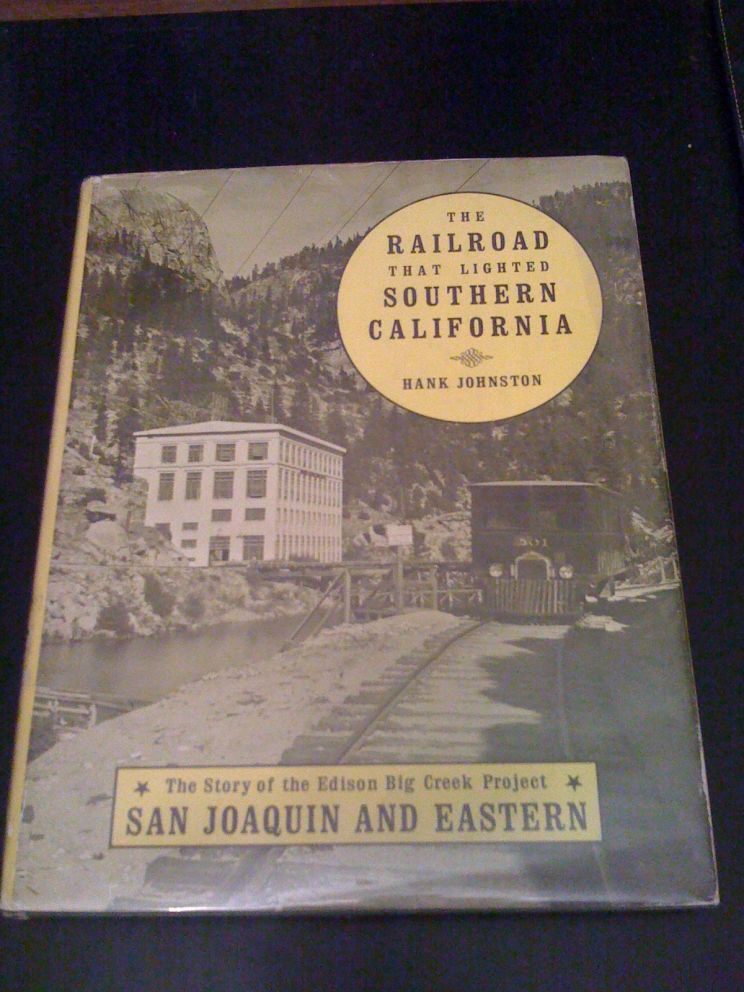 THE
RAILROAD
THAT LIGHTED
SOUTHERN
CALIFORNIA
HANK JOHNSTON
501
The Story of the Edison Big Creek Project
SAN JOAQUIN AND EASTERN